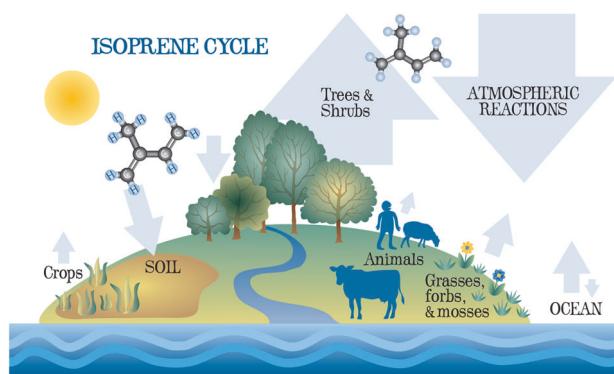 ISOPRENE CYCLE
Trees &
Shrubs
ATMOSPHERIC
REACTIONS
H
H
H
H
H
H
H
H
Crops
SOIL
Animals
Grasses,
forbs,
& mosses
OCEAN